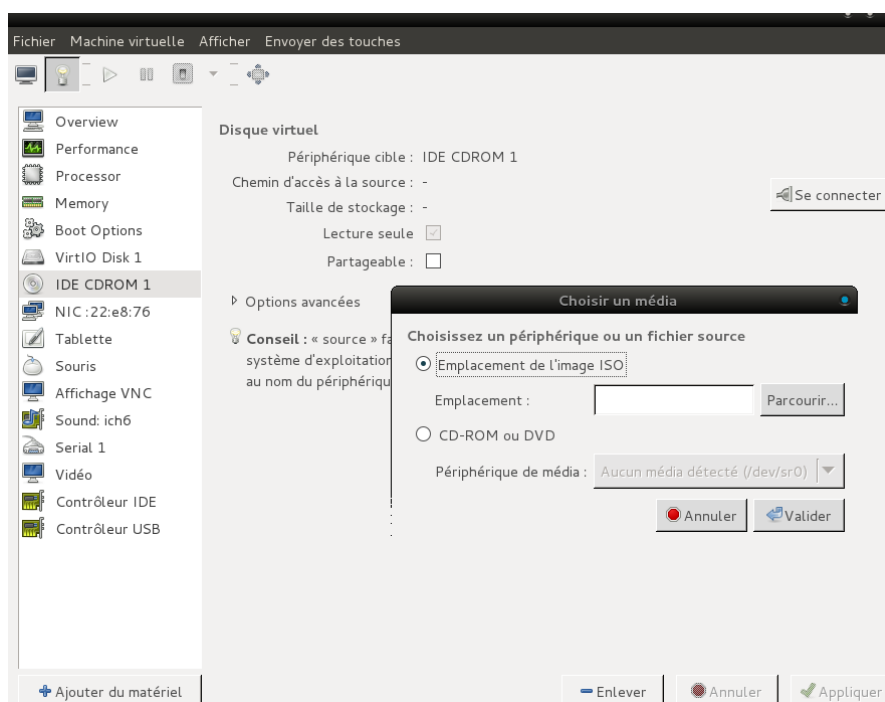 Fichier Machine virtuelle Afficher Envoyer des touches
Overview
Performance
Processor
Memory
Boot Options
VirtIO Disk 1
IDE CDROM 1
NIC :22:e8:76
Tablette
Souris
Affichage VNC
Sound: ich6
Serial 1
Vidéo
Contrôleur IDE
Contrôleur USB
Ajouter du matériel
Disque virtuel
Périphérique cible : IDE CDROM 1
Chemin d'accès à la source : -
Taille de stockage : -
Se connecter
Lecture seule
Partageable :
Options avancées
Conseil : « source » fa
système d'exploitation
au nom du périphériqu
Choisir un média
Choisissez un périphérique ou un fichier source
Emplacement de l'image ISO
Emplacement : Parcourir...
CD-ROM ou DVD
Périphérique de média : Aucun média détecté (/dev/sr0)
Annuler Valider
Enlever Annuler Appliquer